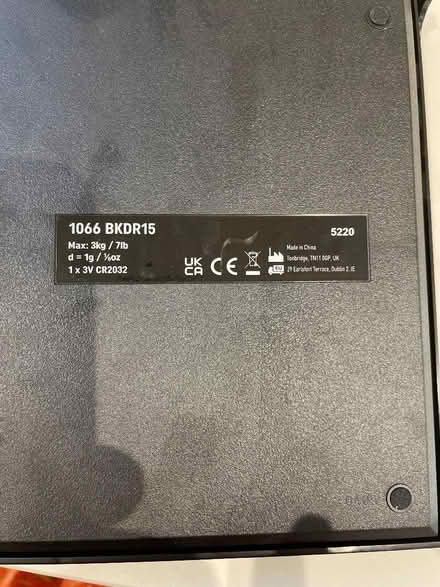 1066 BKDR15
5220
Max: 3kg / 7lb
d = 1g / ⅛oz
1 x 3V CR2032
UK
CA
CE
Made in China
Tonbridge, TN11 0GP, UK
EU
29 Earlsfort Terrace, Dublin 2, IE